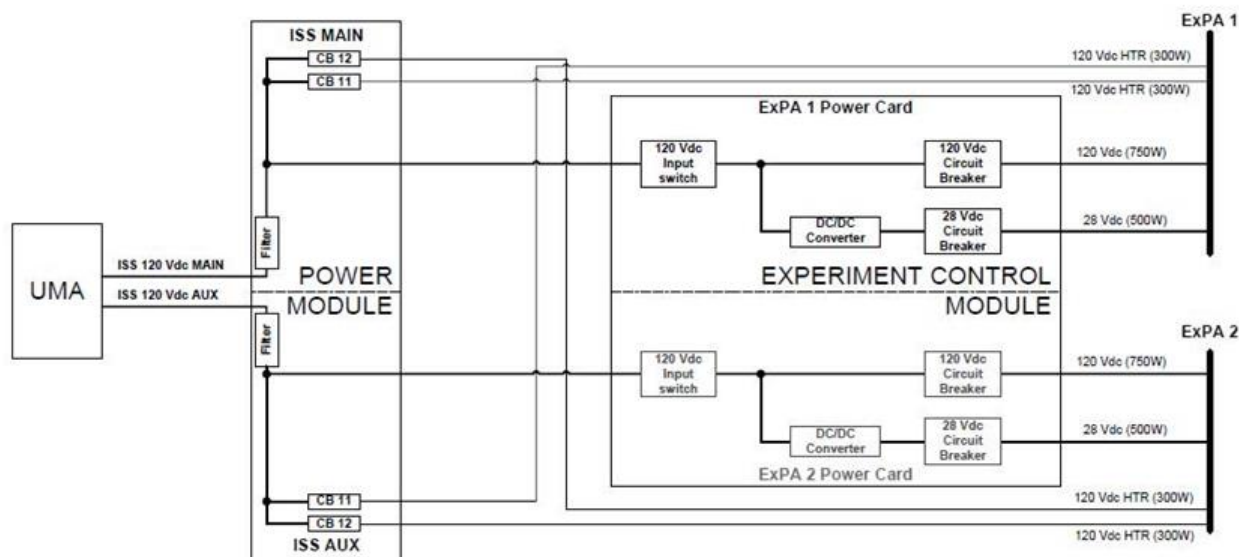 ISS MAIN
CB 12
CB 11
ExPA 1
120 Vdc HTR (300W)
120 Vdc HTR (300W)
ExPA 1 Power Card
120 Vdc
Input
switch
120 Vdc
Circuit
Breaker
120 Vdc (750W)
DC/DC
Converter
28 Vdc
Circuit
Breaker
28 Vdc (500W)
Filter
UMA
ISS 120 Vdc MAIN
ISS 120 Vdc AUX
POWER
MODULE
EXPERIMENT CONTROL
MODULE
Filter
ExPA 2
120 Vdc
Input
switch
120 Vdc
Circuit
Breaker
120 Vdc (750W)
DC/DC
Converter
28 Vdc
Circuit
Breaker
28 Vdc (500W)
ExPA 2 Power Card
CB 11
CB 12
ISS AUX
120 Vdc HTR (300W)
120 Vdc HTR (300W)